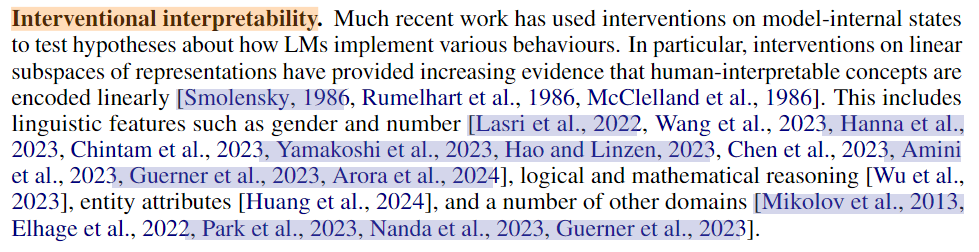 Interventional interpretability. Much recent work has used interventions on model-internal states
to test hypotheses about how LMs implement various behaviours. In particular, interventions on linear
subspaces of representations have provided increasing evidence that human-interpretable concepts are
encoded linearly [Smolensky, 1986, Rumelhart et al., 1986, McClelland et al., 1986]. This includes
linguistic features such as gender and number [Lasri et al., 2022, Wang et al., 2023, Hanna et al.,
2023, Chintam et al., 2023, Yamakoshi et al., 2023, Hao and Linzen, 2023, Chen et al., 2023, Amini
et al., 2023, Guerner et al., 2023, Arora et al., 2024], logical and mathematical reasoning [Wu et al.,
2023], entity attributes [Huang et al., 2024], and a number of other domains [Mikolov et al., 2013,
Elhage et al., 2022, Park et al., 2023, Nanda et al., 2023, Guerner et al., 2023].